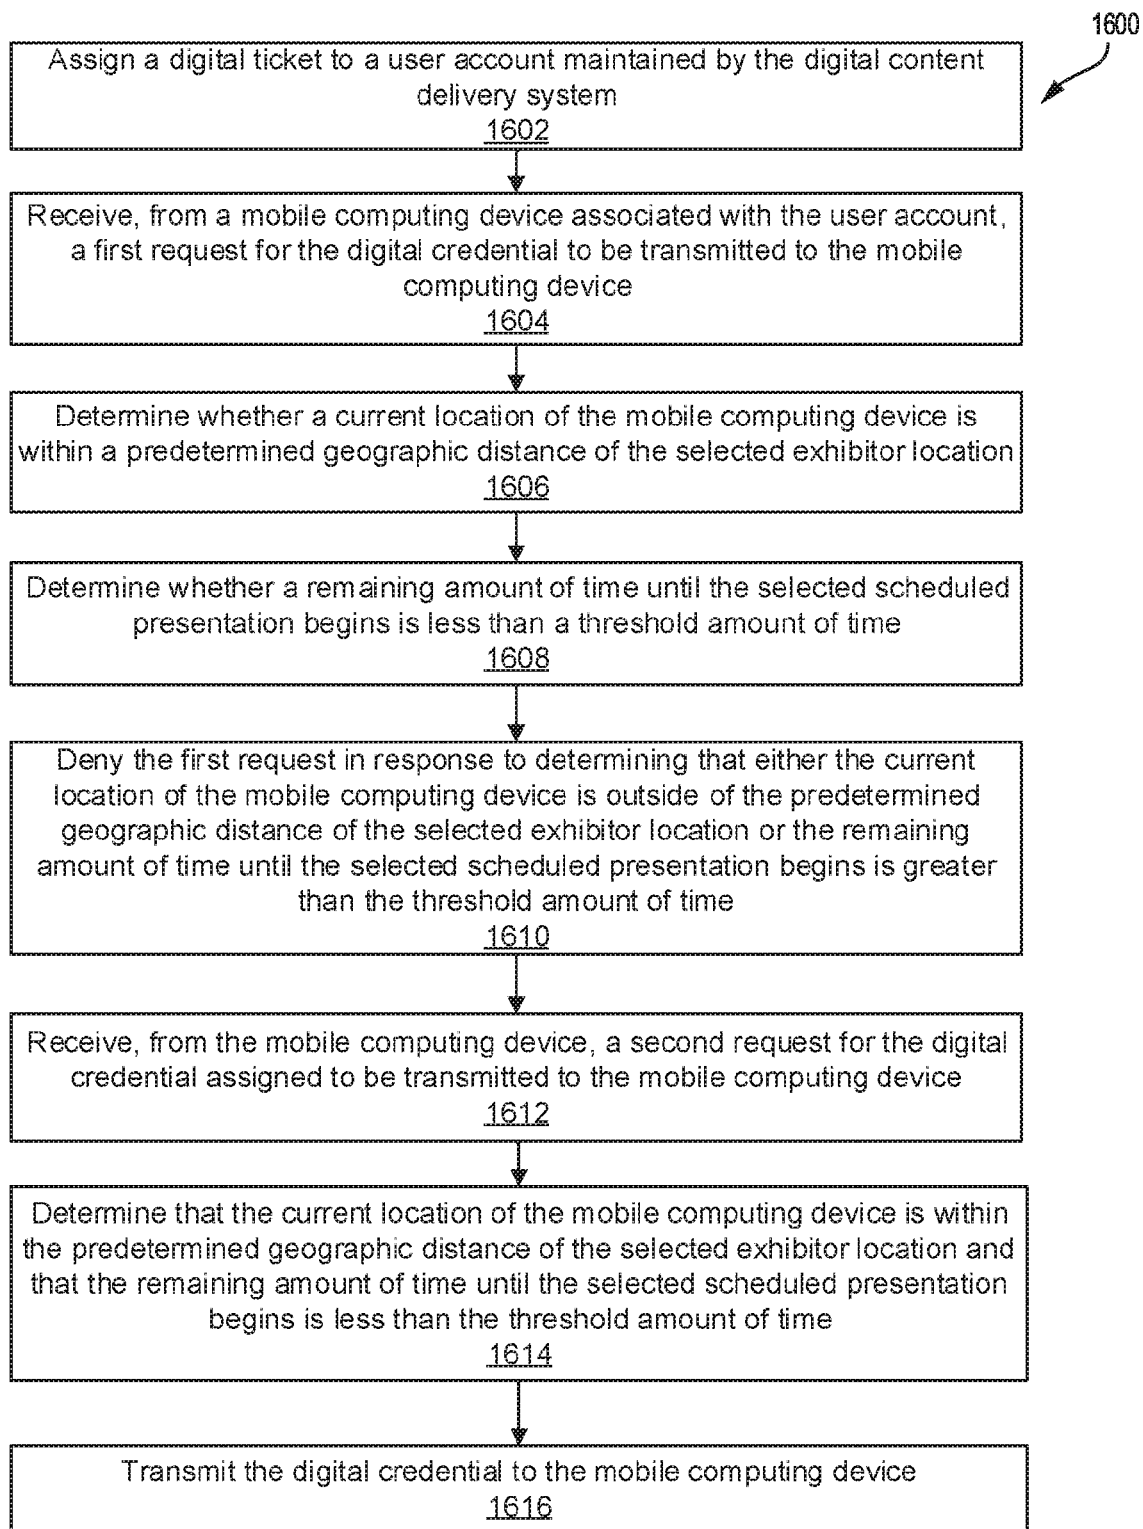 1600
Assign a digital ticket to a user account maintained by the digital content
delivery system
1602
Receive, from a mobile computing device associated with the user account,
a first request for the digital credential to be transmitted to the mobile
computing device
1604
Determine whether a current location of the mobile computing device is
within a predetermined geographic distance of the selected exhibitor location
1606
Determine whether a remaining amount of time until the selected scheduled
presentation begins is less than a threshold amount of time
1608
Deny the first request in response to determining that either the current
location of the mobile computing device is outside of the predetermined
geographic distance of the selected exhibitor location or the remaining
amount of time until the selected scheduled presentation begins is greater
than the threshold amount of time
1610
Receive, from the mobile computing device, a second request for the digital
credential assigned to be transmitted to the mobile computing device
1612
Determine that the current location of the mobile computing device is within
the predetermined geographic distance of the selected exhibitor location and
that the remaining amount of time until the selected scheduled presentation
begins is less than the threshold amount of time
1614
Transmit the digital credential to the mobile computing device
1616